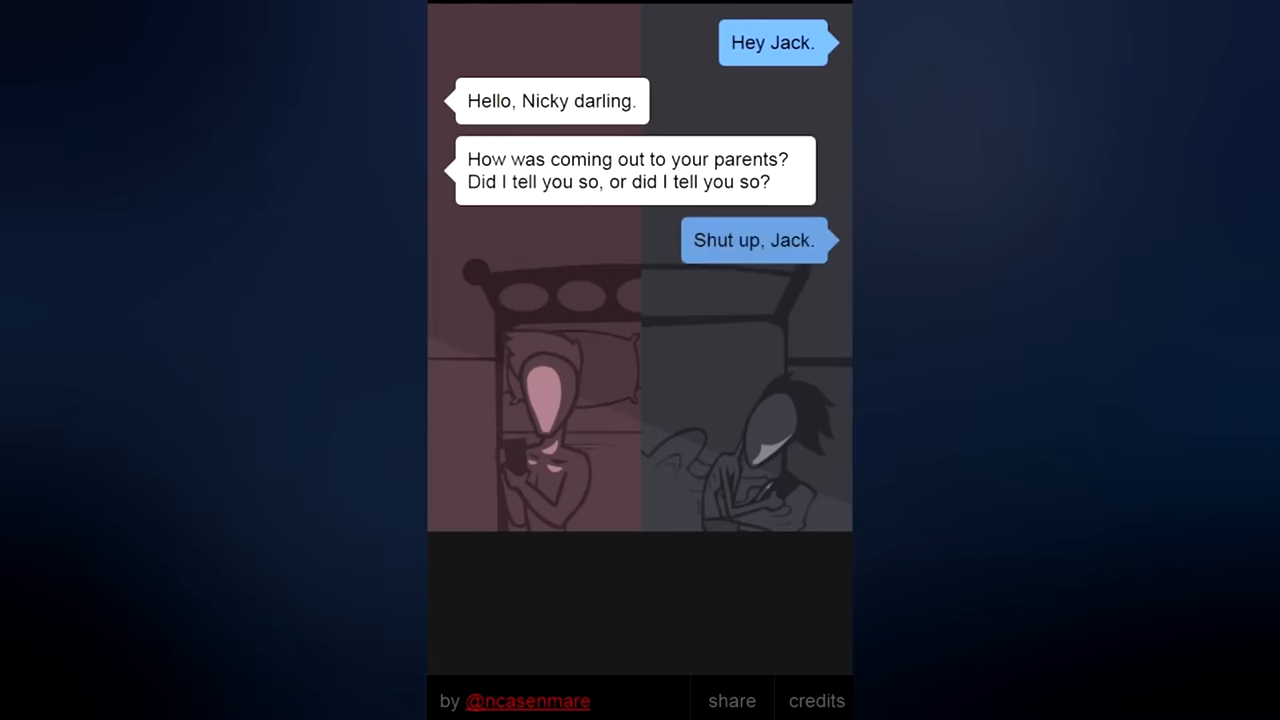 Hey Jack.
Hello, Nicky darling.
How was coming out to your parents?
Did I tell you so, or did I tell you so?
Shut up, Jack.
by @ncasenmare
share
credits